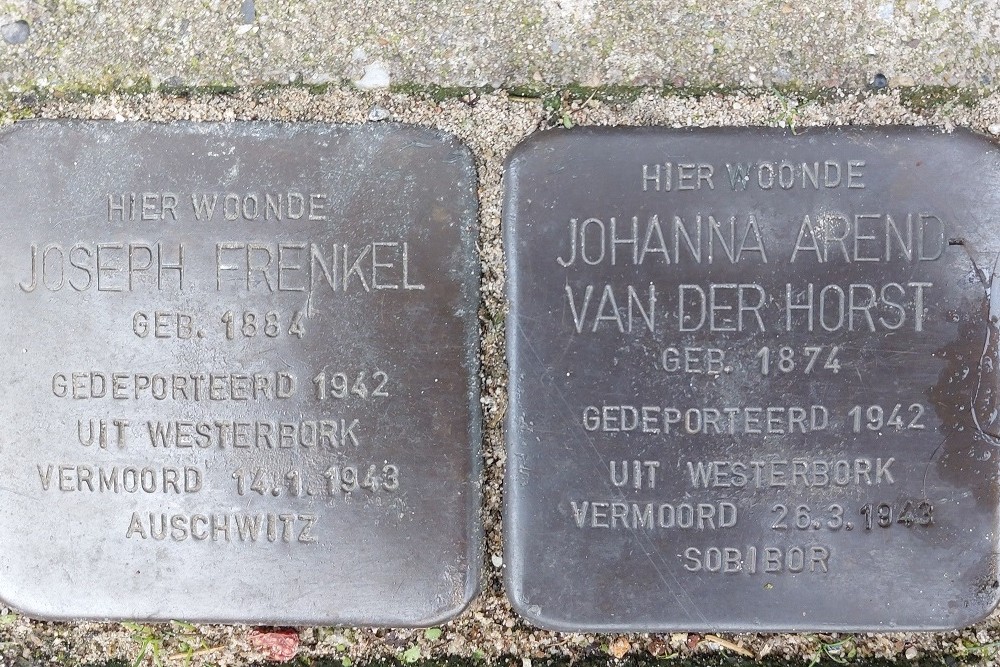 HIER WOONDE
JOSEPH FRENKEL
GEB. 1884
GEDEPORTEERD 1942
UIT WESTERBORK
VERMOORD 14.1.1943
AUSCHWITZ
HIER WOONDE
JOHANNA AREND-
VAN DER HORST
GEB. 1874
GEDEPORTEERD 1942
UIT WESTERBORK
VERMOORD 26.3.1943
SOBIBOR